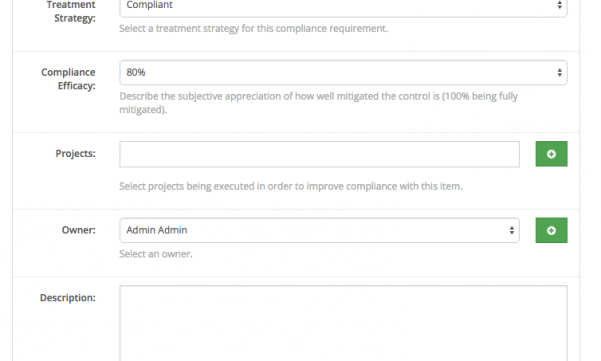 Treatment Strategy:
Compliant
Select a treatment strategy for this compliance requirement.
Compliance Efficacy:
80%
Describe the subjective appreciation of how well mitigated the control is (100% being fully
mitigated).
Projects:
Select projects being executed in order to improve compliance with this item.
Owner:
Admin Admin
Select an owner.
Description: